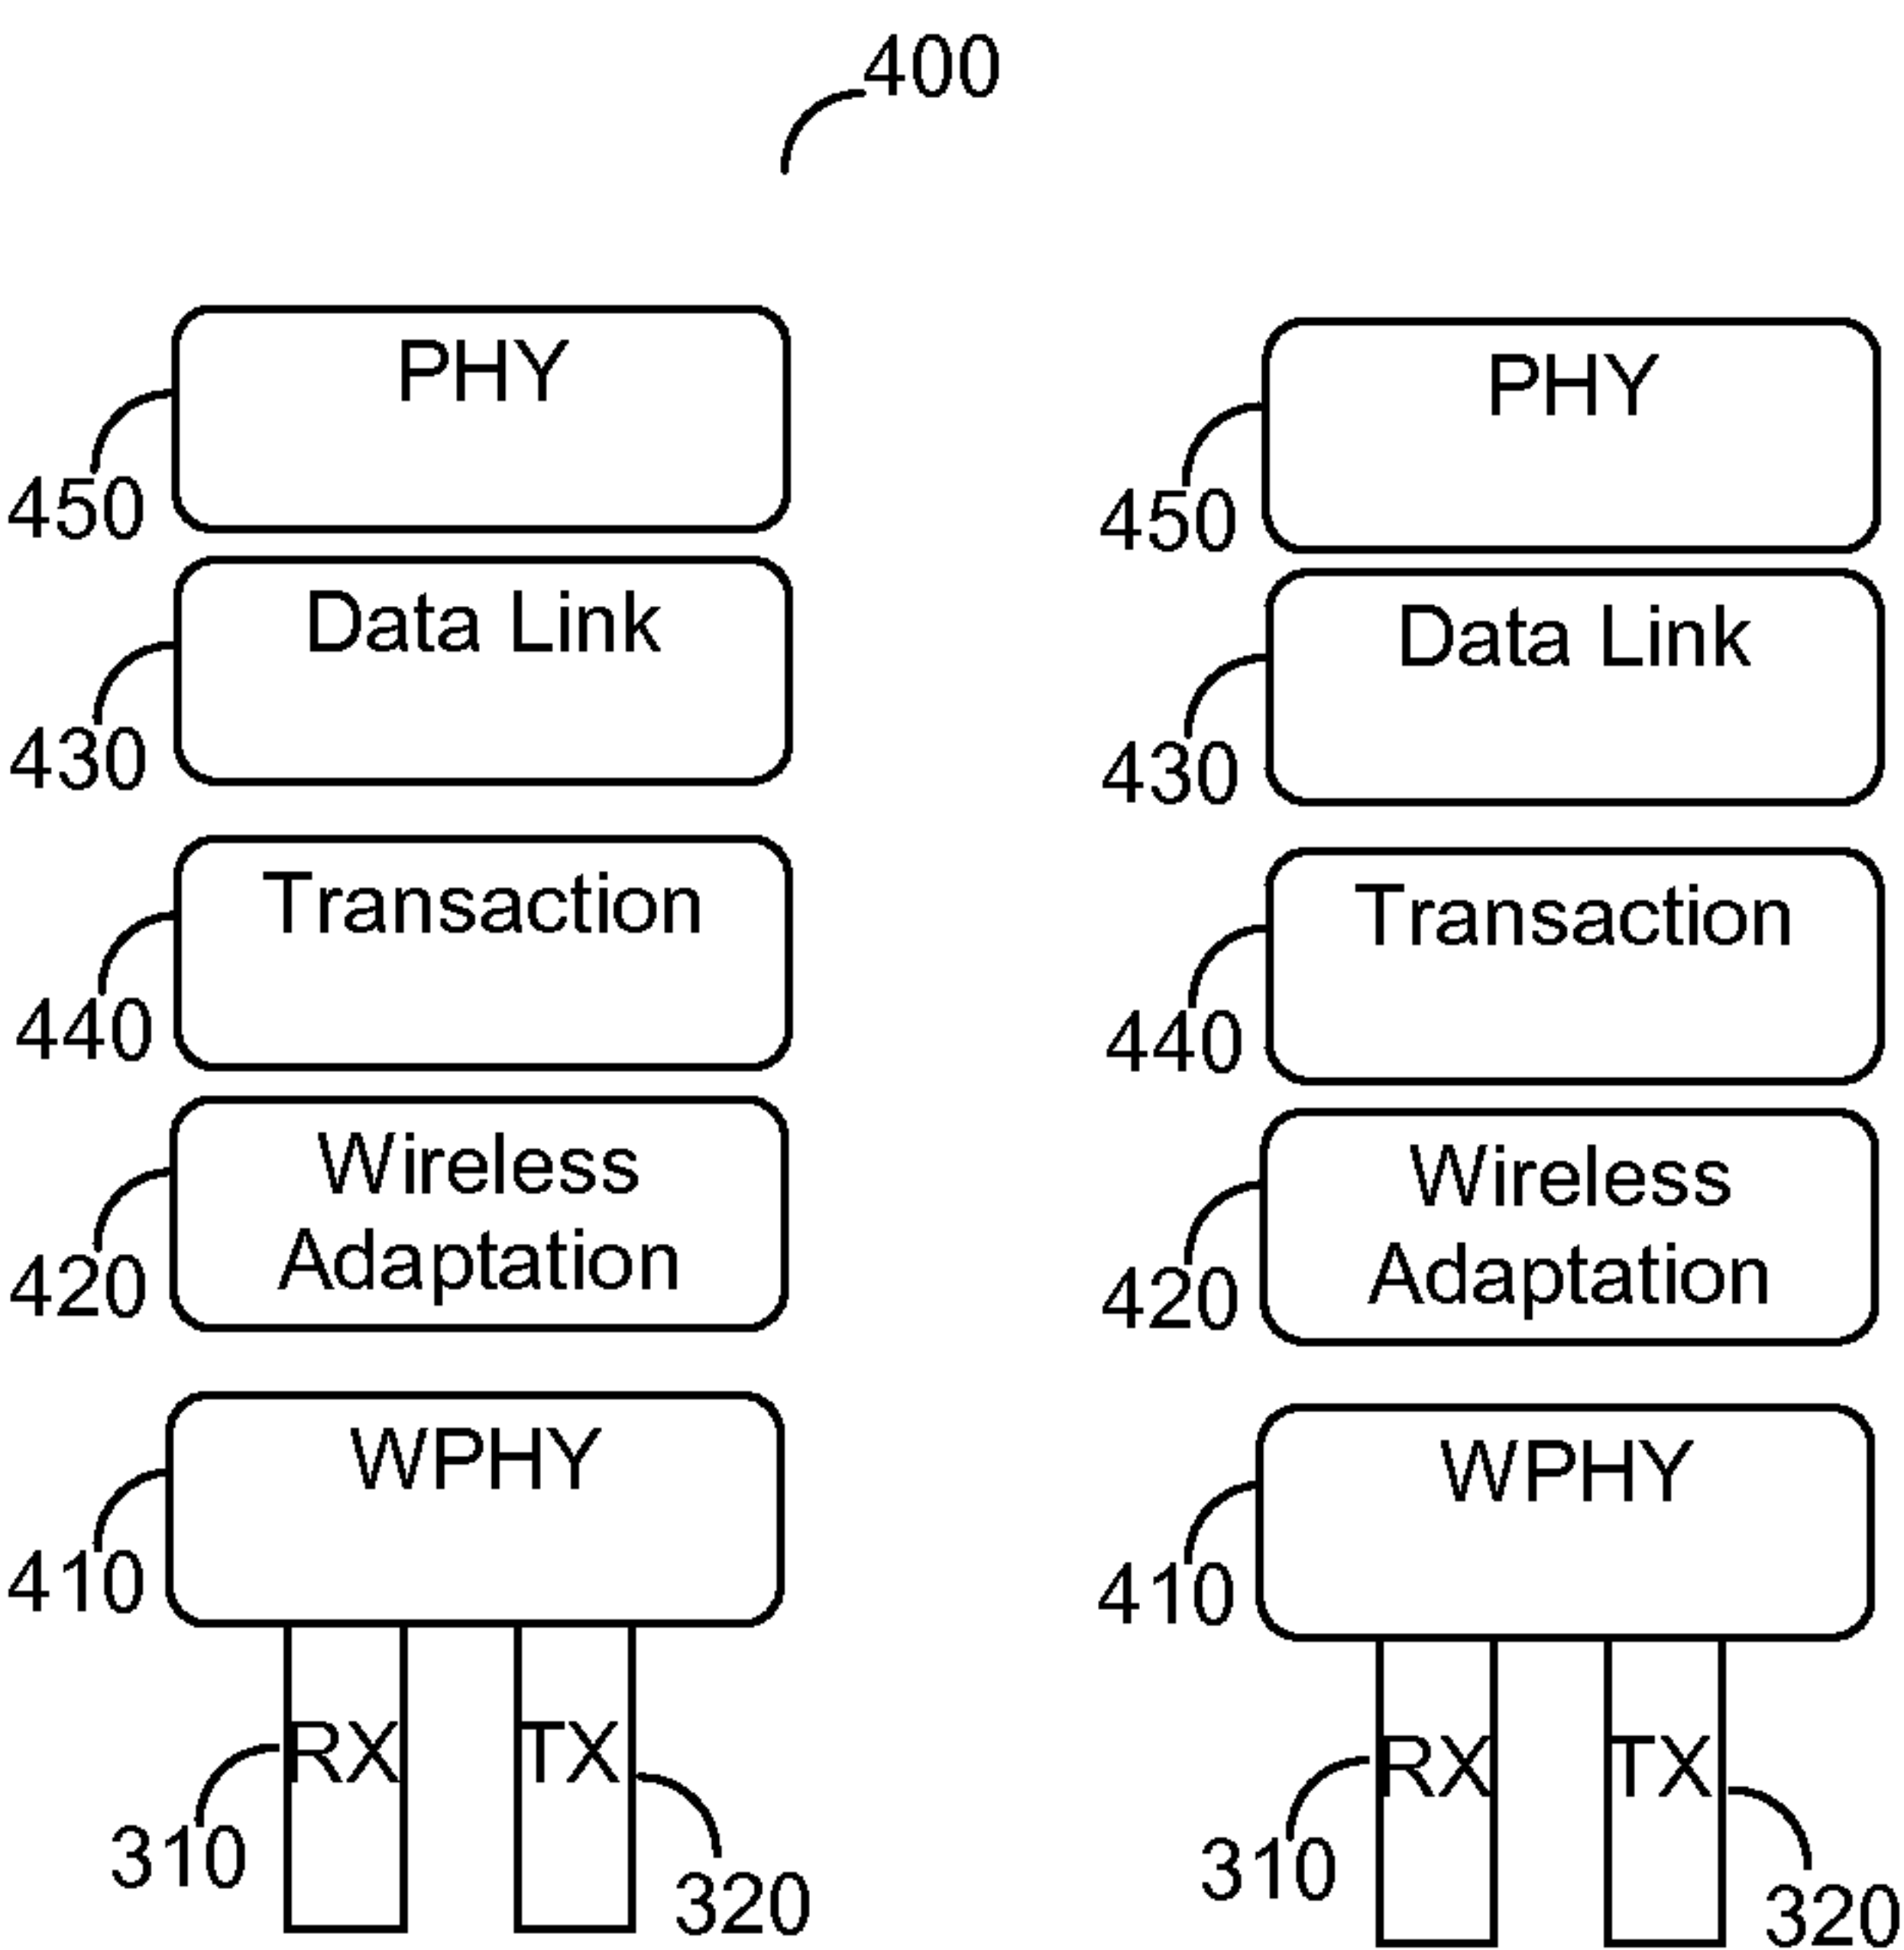 400
PHY
450
Data Link
430
Transaction
440
Wireless
Adaptation
420
WPHY
410
RX
TX
310
320
PHY
450
Data Link
430
Transaction
440
Wireless
Adaptation
420
WPHY
410
RX
TX
310
320